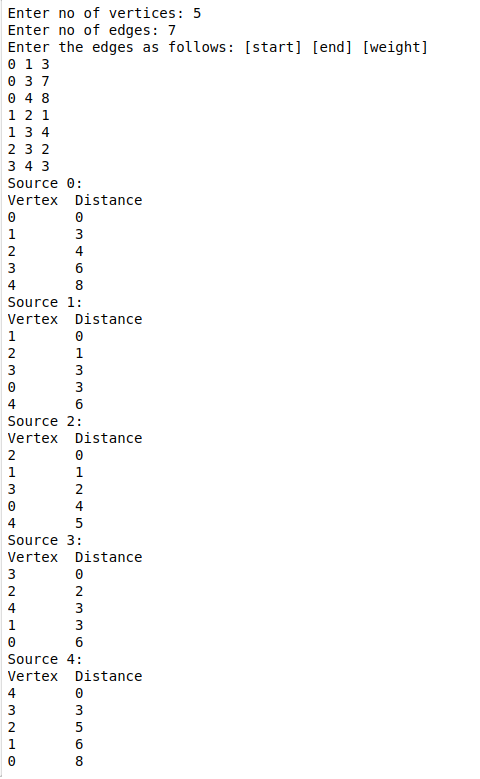 Enter no of vertices: 5
Enter no of edges: 7
Enter the edges as follows: [start] [end] [weight]
0 1 3
0 3 7
0 4 8
1 2 1
1 3 4
2 3 2
3 4 3
Source 0:
Vertex  Distance
0       0
1       3
2       4
3       6
4       8
Source 1:
Vertex  Distance
1       0
2       1
3       3
0       3
4       6
Source 2:
Vertex  Distance
2       0
1       1
3       2
0       4
4       5
Source 3:
Vertex  Distance
3       0
2       2
4       3
1       3
0       6
Source 4:
Vertex  Distance
4       0
3       3
2       5
1       6
0       8